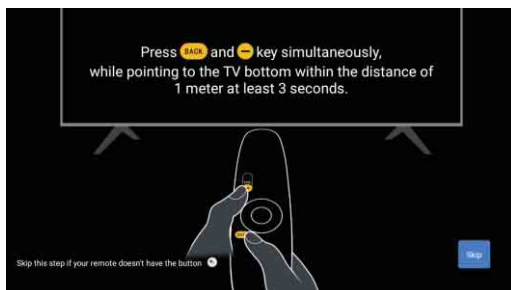 Press BACK and − key simultaneously,
while pointing to the TV bottom within the distance of
1 meter at least 3 seconds.
Skip this step if your remote doesn't have the button
Skip